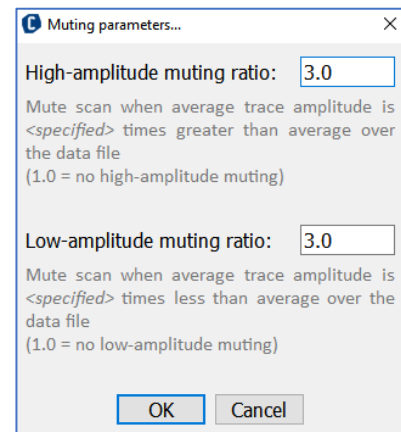 Muting parameters...
High-amplitude muting ratio: 3.0
Mute scan when average trace amplitude is
<specified> times greater than average over
the data file
(1.0 = no high-amplitude muting)
Low-amplitude muting ratio: 3.0
Mute scan when average trace amplitude is
<specified> times less than average over the
data file
(1.0 = no low-amplitude muting)
OK Cancel